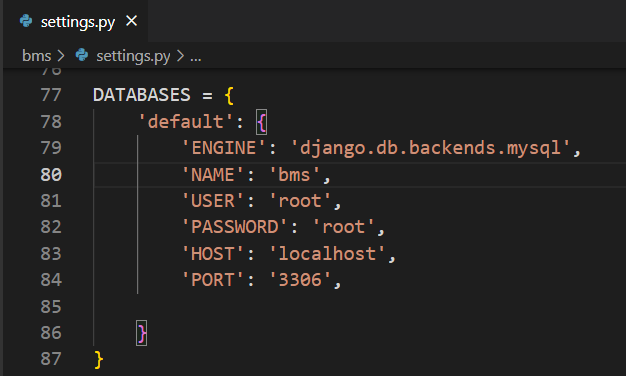 settings.py ×
bms > settings.py > ...
76
77 DATABASES = {
78     'default': {
79         'ENGINE': 'django.db.backends.mysql',
80         'NAME': 'bms',
81         'USER': 'root',
82         'PASSWORD': 'root',
83         'HOST': 'localhost',
84         'PORT': '3306',
85
86     }
87 }